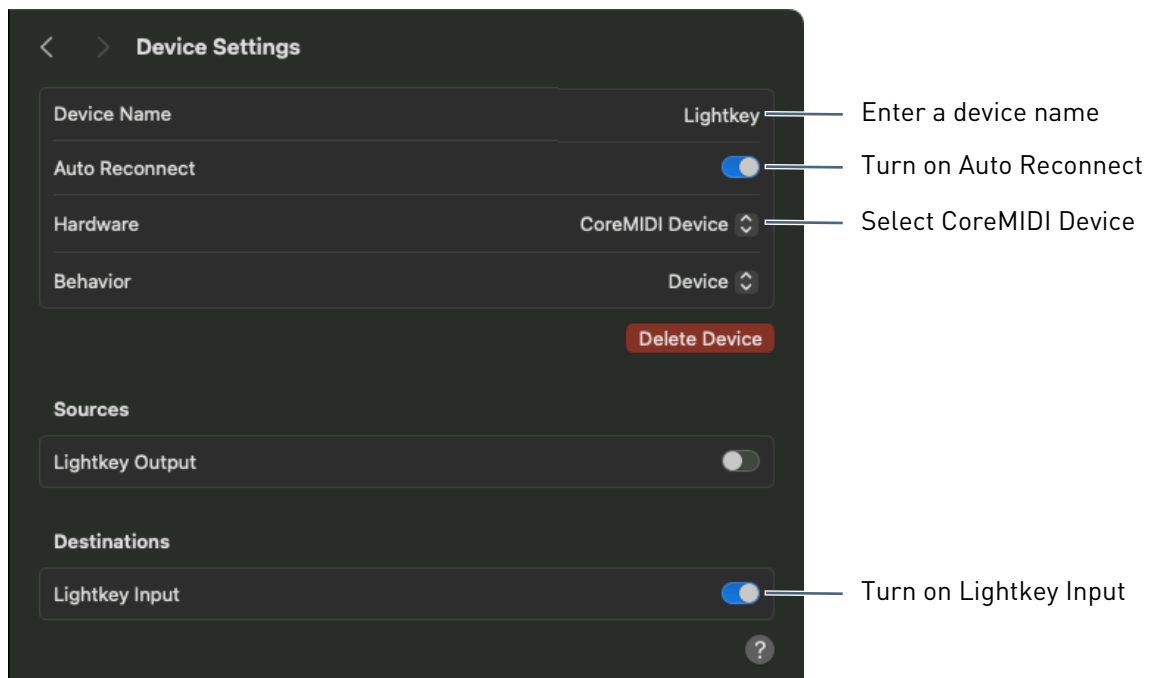 Device Settings
Device Name Lightkey Enter a device name
Auto Reconnect Turn on Auto Reconnect
Hardware CoreMIDI Device Select CoreMIDI Device
Behavior Device
Delete Device
Sources
Lightkey Output
Destinations
Lightkey Input Turn on Lightkey Input
?